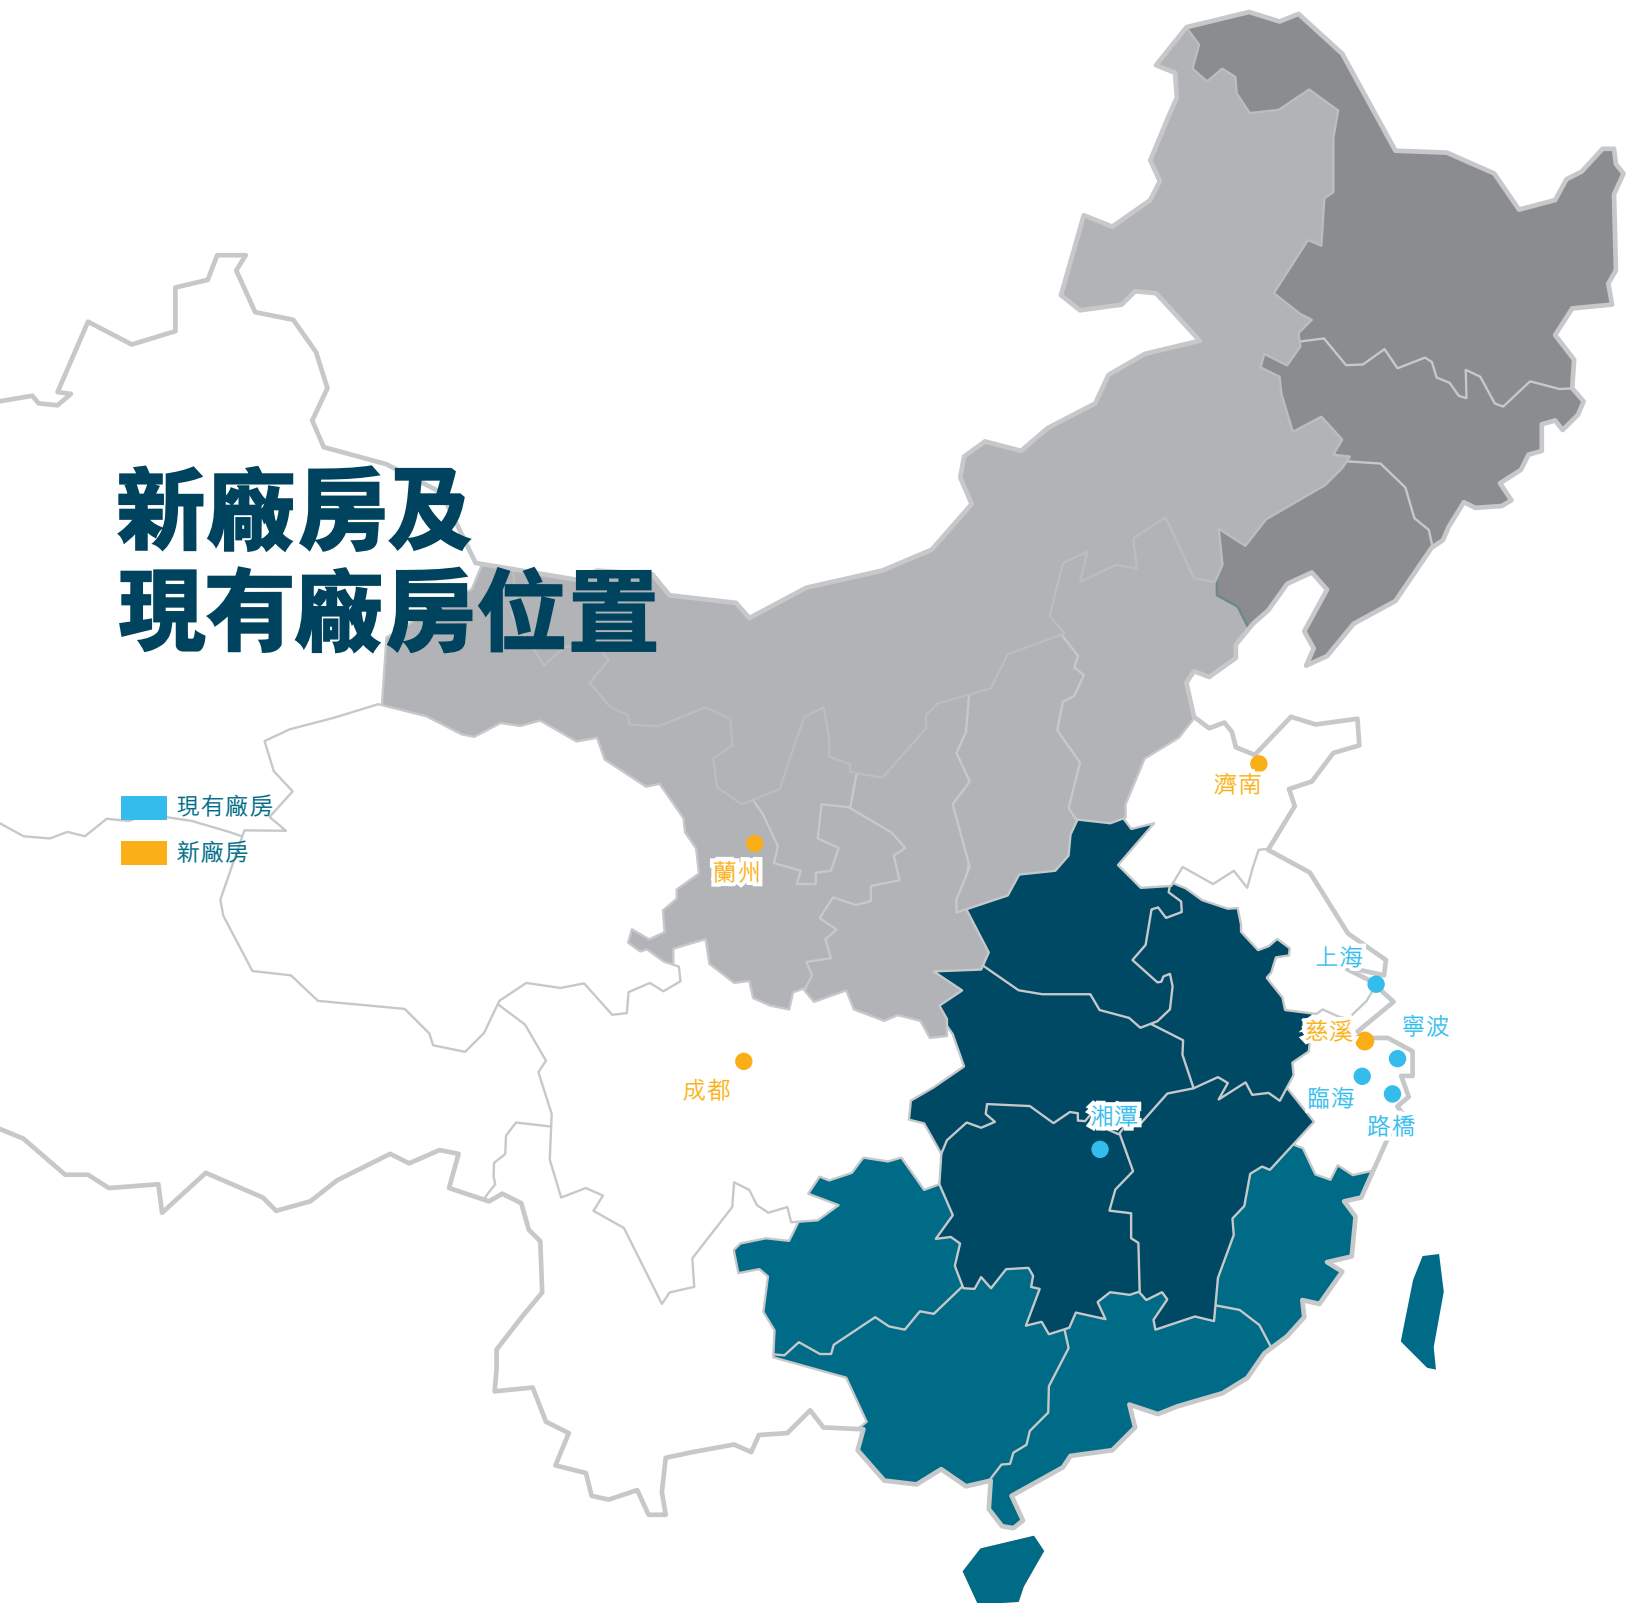 新廠房及
現有廠房位置
濟南
現有廠房
新廠房
蘭州
上海
慈溪
寧波
成都
臨海
湘潭
路橋